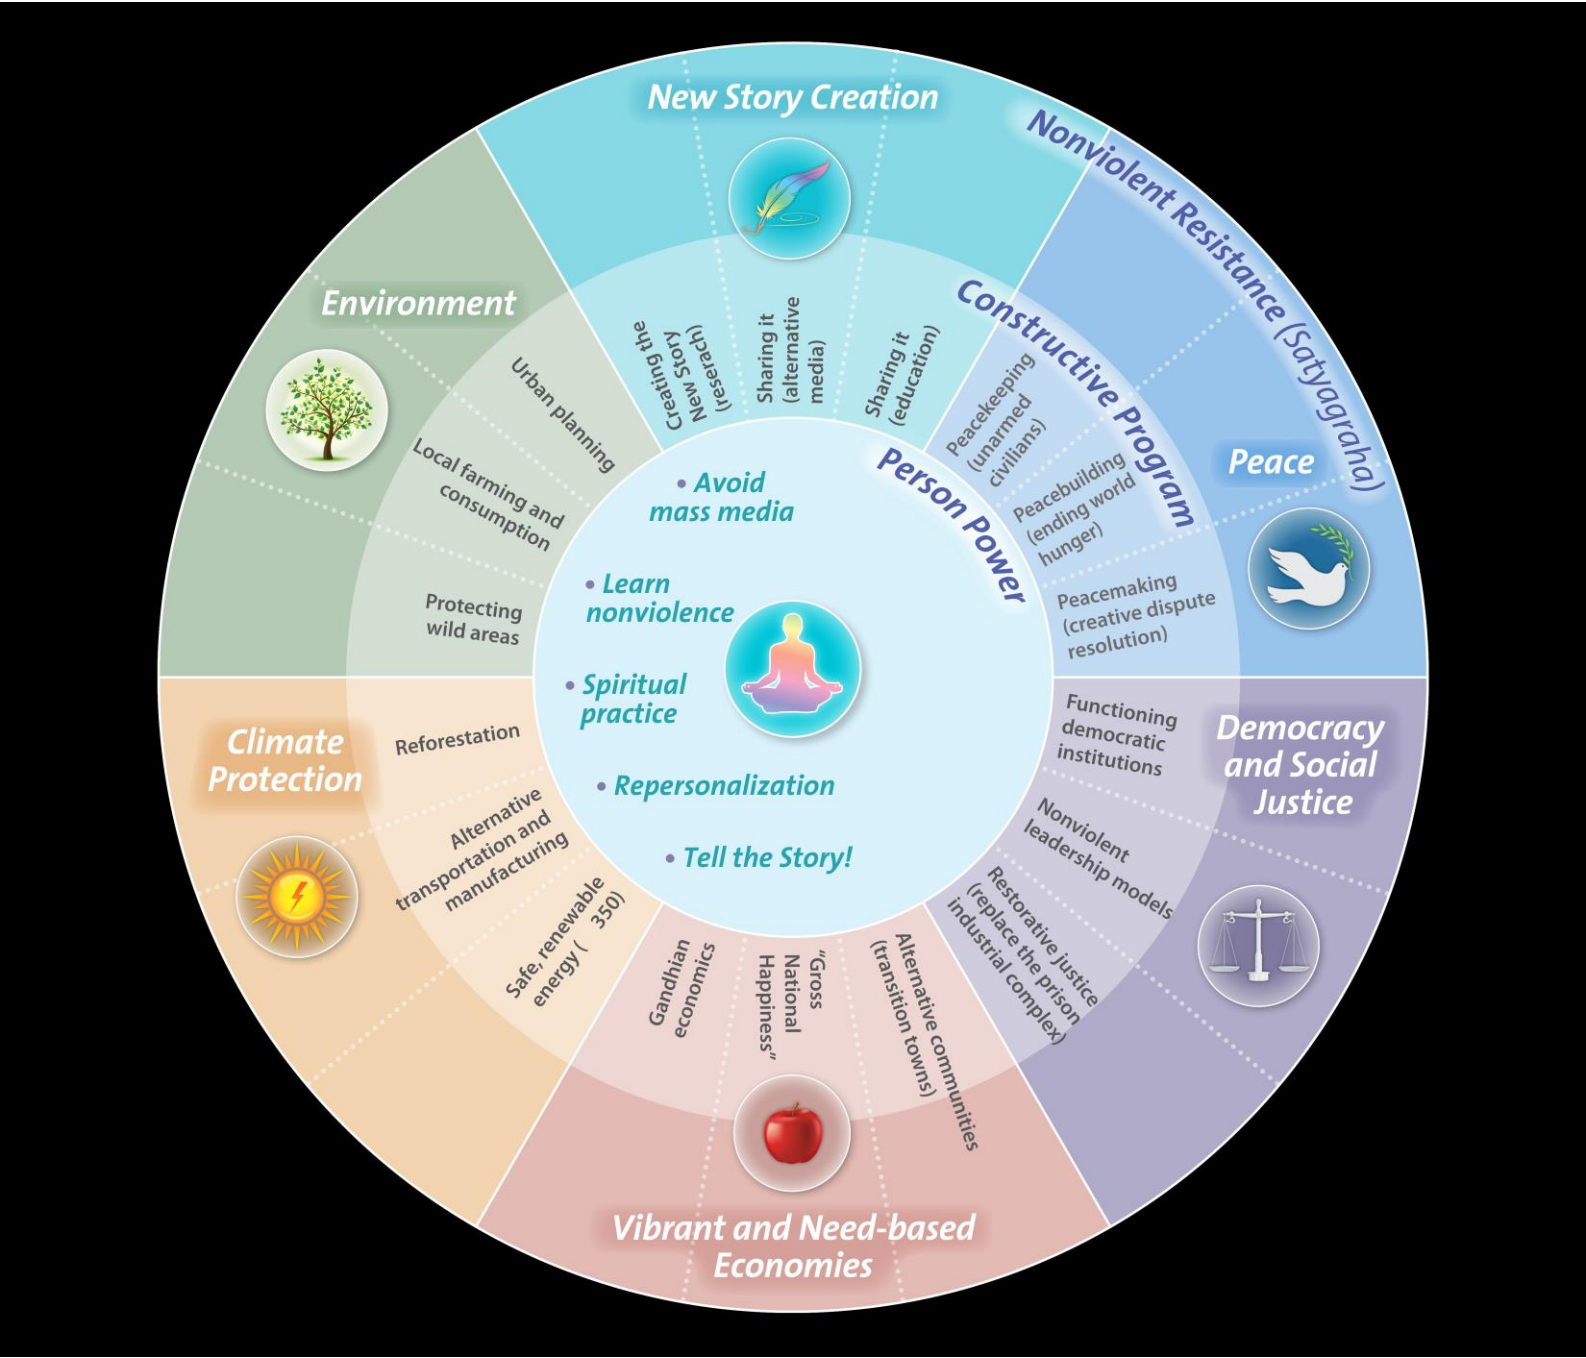 New Story Creation
Creating the
New Story
(reserach)
Sharing it
(alternative
media)
Sharing it
(education)
Nonviolent Resistance (Satyagraha)
Constructive Program
Person Power
Peace
Peacekeeping
(unarmed
civilians)
Peacebuilding
(ending world
hunger)
Peacemaking
(creative dispute
resolution)
Democracy
and Social
Justice
Functioning
democratic
institutions
Nonviolent
leadership models
Restorative justice
(replace the prison
industrial complex)
Vibrant and Need-based
Economies
Alternative communities
(transition towns)
“Gross
National
Happiness”
Gandhian
economics
Climate
Protection
Safe, renewable
energy ( 350)
Alternative
transportation and
manufacturing
Reforestation
Environment
Protecting
wild areas
Local farming and
consumption
Urban planning
• Avoid
mass media
• Learn
nonviolence
• Spiritual
practice
• Repersonalization
• Tell the Story!